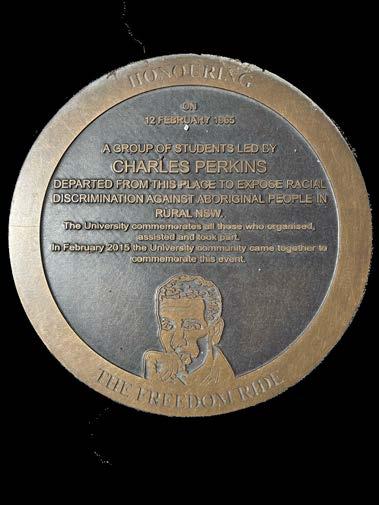 HONOURING
ON
12 FEBRUARY 1965
A GROUP OF STUDENTS LED BY
CHARLES PERKINS
DEPARTED FROM THIS PLACE TO EXPOSE RACIAL
DISCRIMINATION AGAINST ABORIGINAL PEOPLE IN
RURAL NSW.
The University commemorates all those who organised,
assisted and took part.
In February 2015 the University community came together to
commemorate this event.
THE FREEDOM RIDE